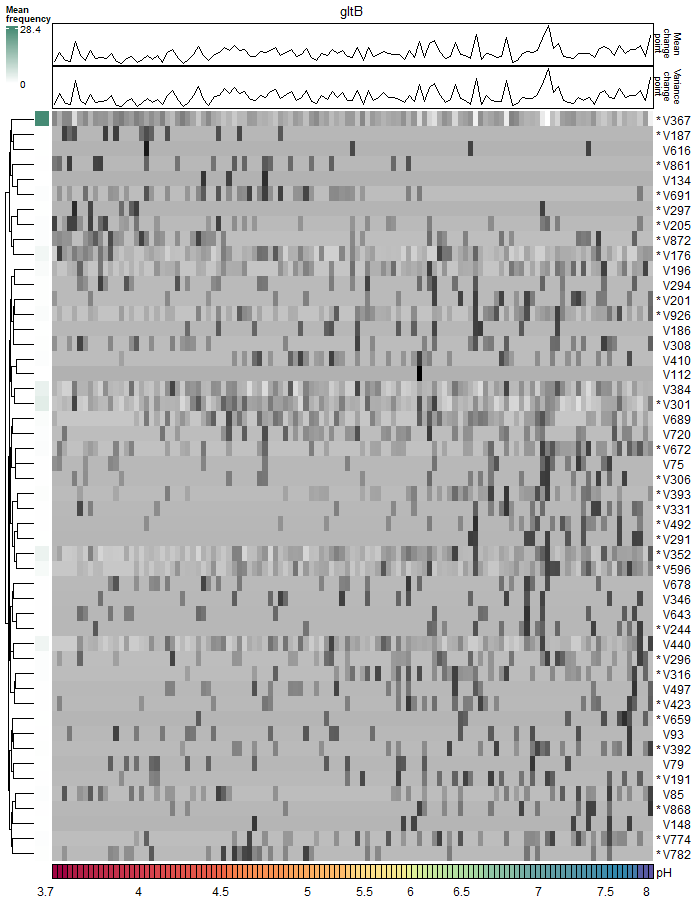 gltB
Mean
frequency
28.4
0
Mean
change
point
Variance
change
point
* V367
* V187
V616
* V861
V134
* V691
* V297
* V205
* V872
* V176
V196
V294
* V201
* V926
V186
V308
V410
V112
V384
* V301
V689
V720
* V672
V75
* V306
* V393
* V331
* V492
* V291
* V352
* V596
V678
V346
V643
* V244
V440
* V296
* V316
V497
* V423
* V659
V93
* V392
V79
* V191
V85
* V868
V148
* V774
* V782
pH
3.7 4 4.5 5 5.5 6 6.5 7 7.5 8